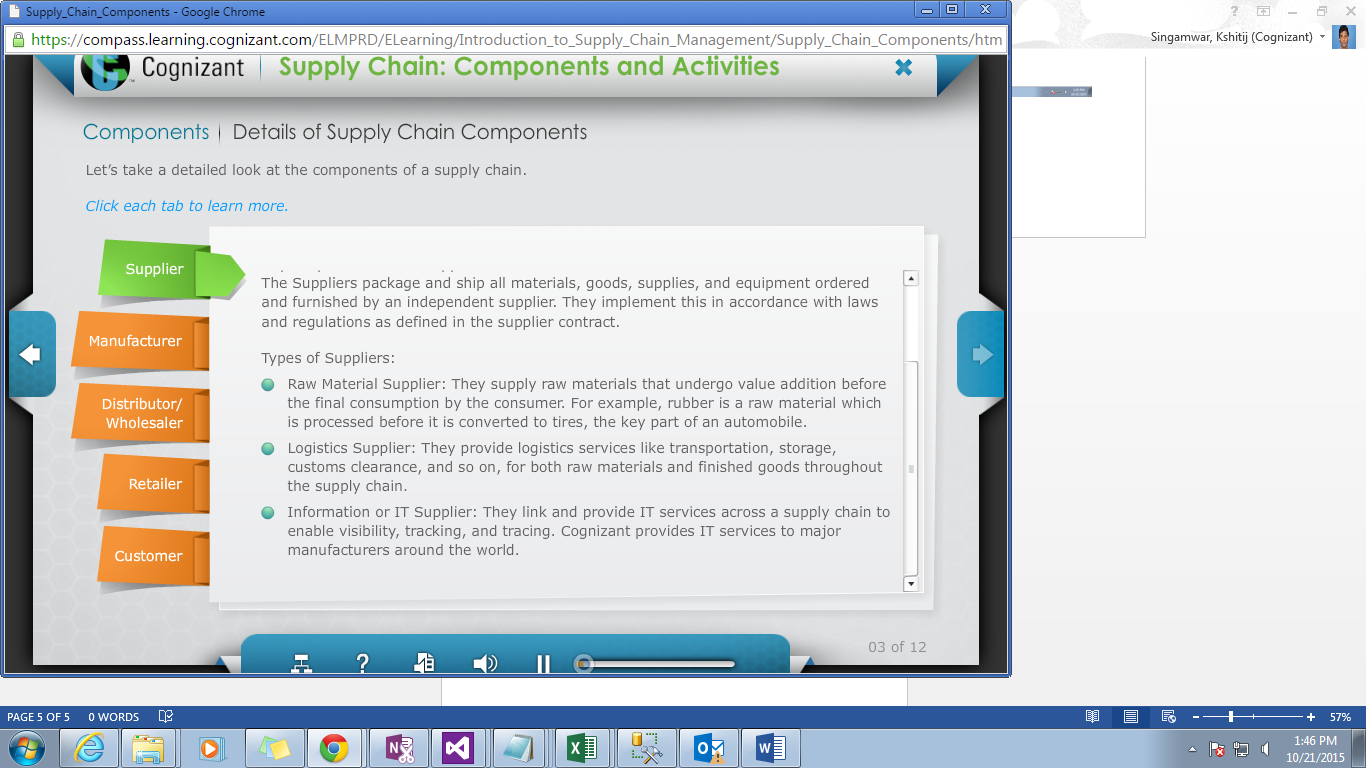 Supply_Chain_Components - Google Chrome
https://compass.learning.cognizant.com/ELMPRD/ELearning/Introduction_to_Supply_Chain_Management/Supply_Chain_Components/htm
Singamwar, Kshitij (Cognizant)
Cognizant
Supply Chain: Components and Activities
Components | Details of Supply Chain Components
Let's take a detailed look at the components of a supply chain.
Click each tab to learn more.
Supplier
Manufacturer
Distributor/
Wholesaler
Retailer
Customer
The Suppliers package and ship all materials, goods, supplies, and equipment ordered
and furnished by an independent supplier. They implement this in accordance with laws
and regulations as defined in the supplier contract.
Types of Suppliers:
Raw Material Supplier: They supply raw materials that undergo value addition before
the final consumption by the consumer. For example, rubber is a raw material which
is processed before it is converted to tires, the key part of an automobile.
Logistics Supplier: They provide logistics services like transportation, storage,
customs clearance, and so on, for both raw materials and finished goods throughout
the supply chain.
Information or IT Supplier: They link and provide IT services across a supply chain to
enable visibility, tracking, and tracing. Cognizant provides IT services to major
manufacturers around the world.
03 of 12
PAGE 5 OF 5 0 WORDS
57%
1:46 PM
10/21/2015